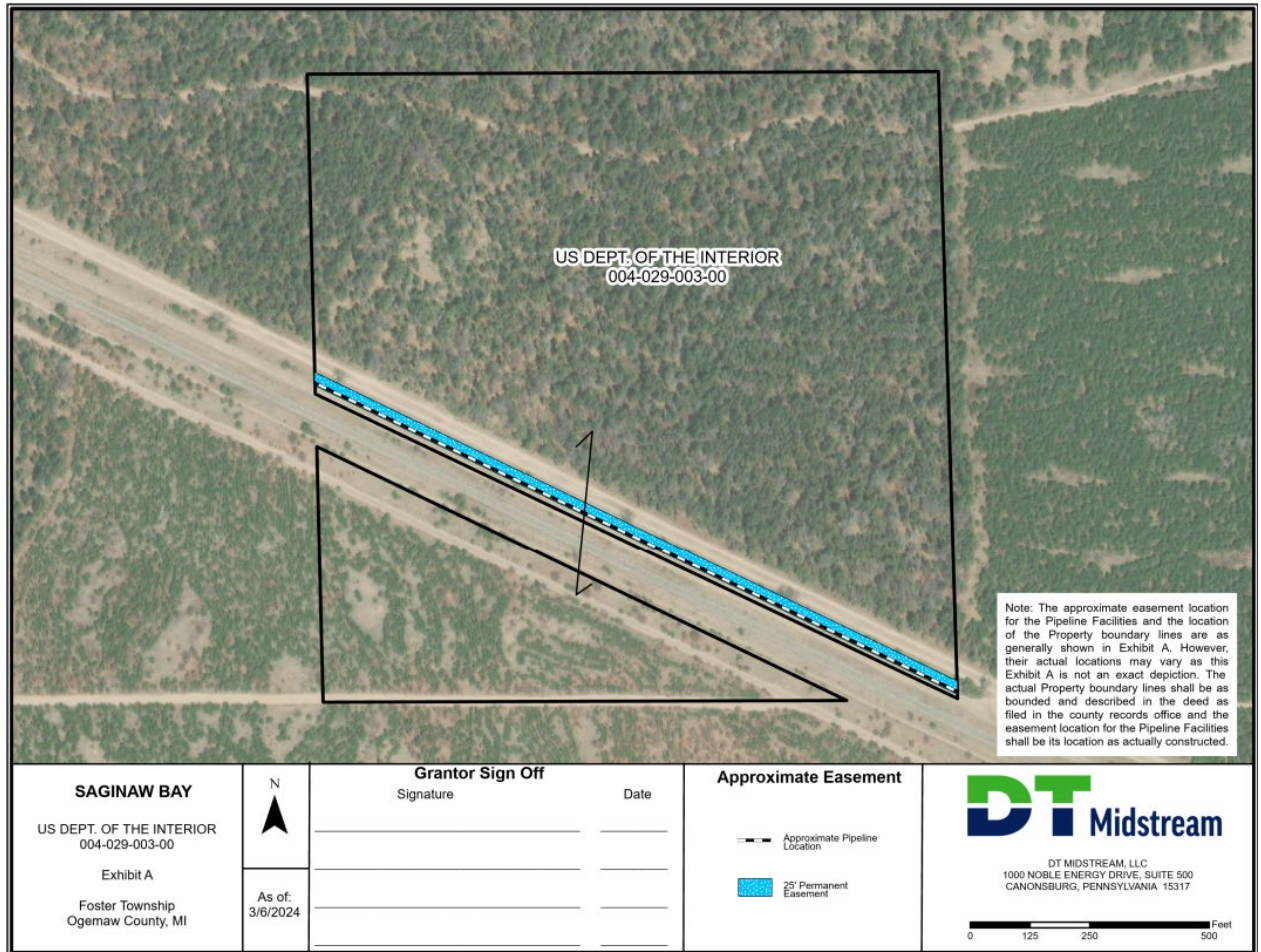 US DEPT. OF THE INTERIOR
004-029-003-00
Note: The approximate easement location
for the Pipeline Facilities and the location
of the Property boundary lines are as
generally shown in Exhibit A. However,
their actual locations may vary as this
Exhibit A is not an exact depiction. The
actual Property boundary lines shall be as
bounded and described in the deed as
filed in the county records office and the
easement location for the Pipeline Facilities
shall be its location as actually constructed.
SAGINAW BAY
US DEPT. OF THE INTERIOR
004-029-003-00
Exhibit A
Foster Township
Ogemaw County, MI
N
As of:
3/6/2024
Grantor Sign Off
Signature Date
Approximate Easement
Approximate Pipeline
Location
25' Permanent
Easement
DT Midstream
DT MIDSTREAM, LLC
1000 NOBLE ENERGY DRIVE, SUITE 500
CANONSBURG, PENNSYLVANIA 15317
Feet
0 125 250 500